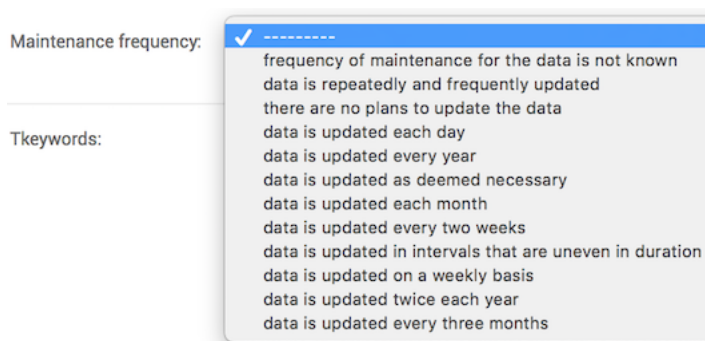 Maintenance frequency:
✓ ---------
frequency of maintenance for the data is not known
data is repeatedly and frequently updated
there are no plans to update the data
data is updated each day
data is updated every year
data is updated as deemed necessary
data is updated each month
data is updated every two weeks
data is updated in intervals that are uneven in duration
data is updated on a weekly basis
data is updated twice each year
data is updated every three months
Tkeywords: